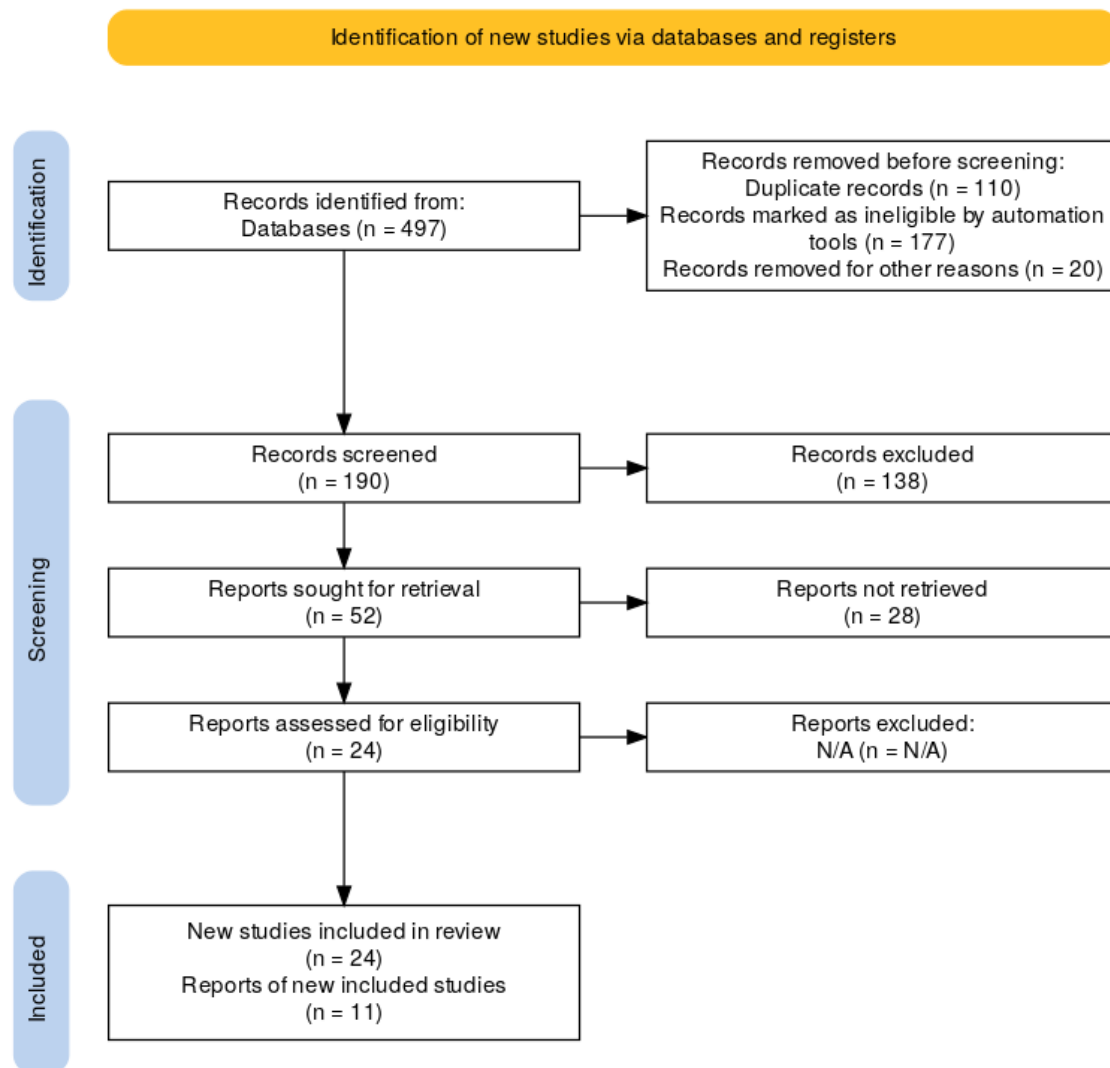 Identification of new studies via databases and registers
Identification
Records identified from:
Databases (n = 497)
Records removed before screening:
Duplicate records (n = 110)
Records marked as ineligible by automation
tools (n = 177)
Records removed for other reasons (n = 20)
Screening
Records screened
(n = 190)
Records excluded
(n = 138)
Reports sought for retrieval
(n = 52)
Reports not retrieved
(n = 28)
Reports assessed for eligibility
(n = 24)
Reports excluded:
N/A (n = N/A)
Included
New studies included in review
(n = 24)
Reports of new included studies
(n = 11)